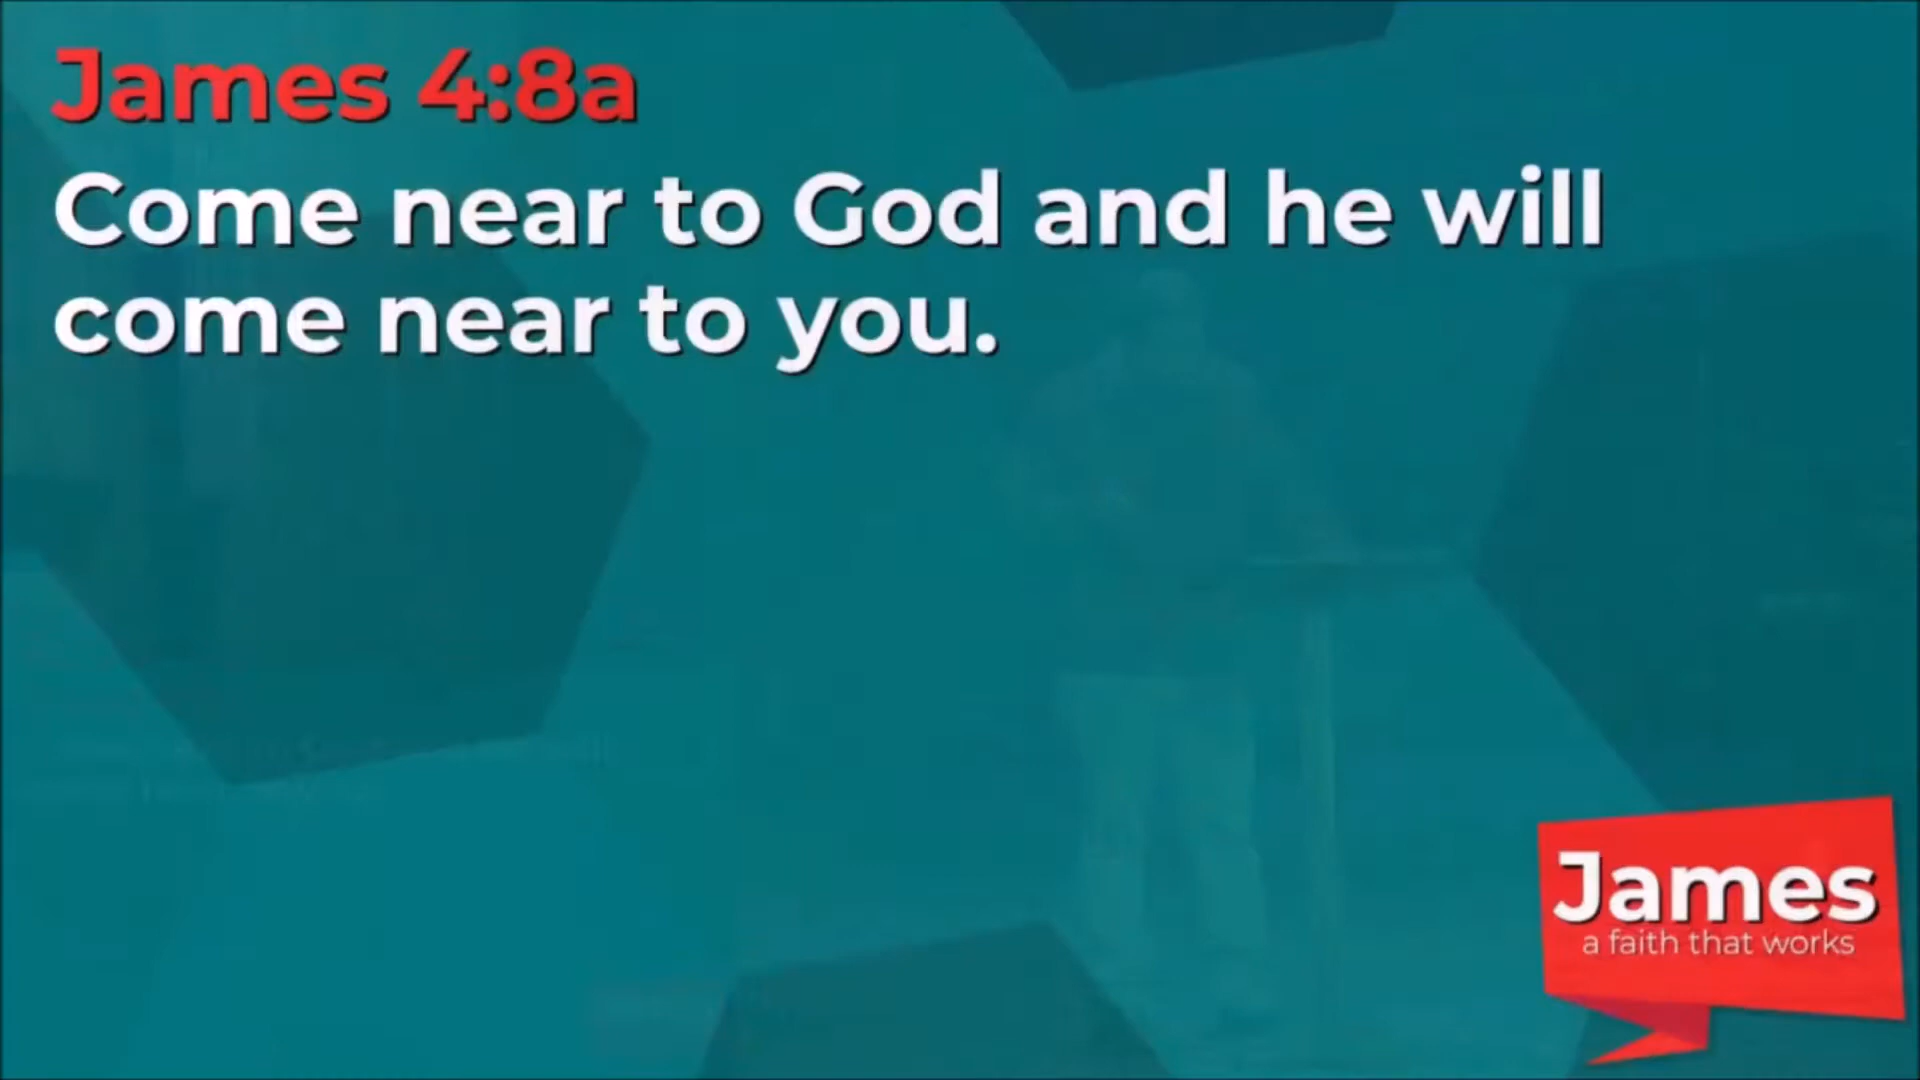 James 4:8a
Come near to God and he will
come near to you.
James
a faith that works